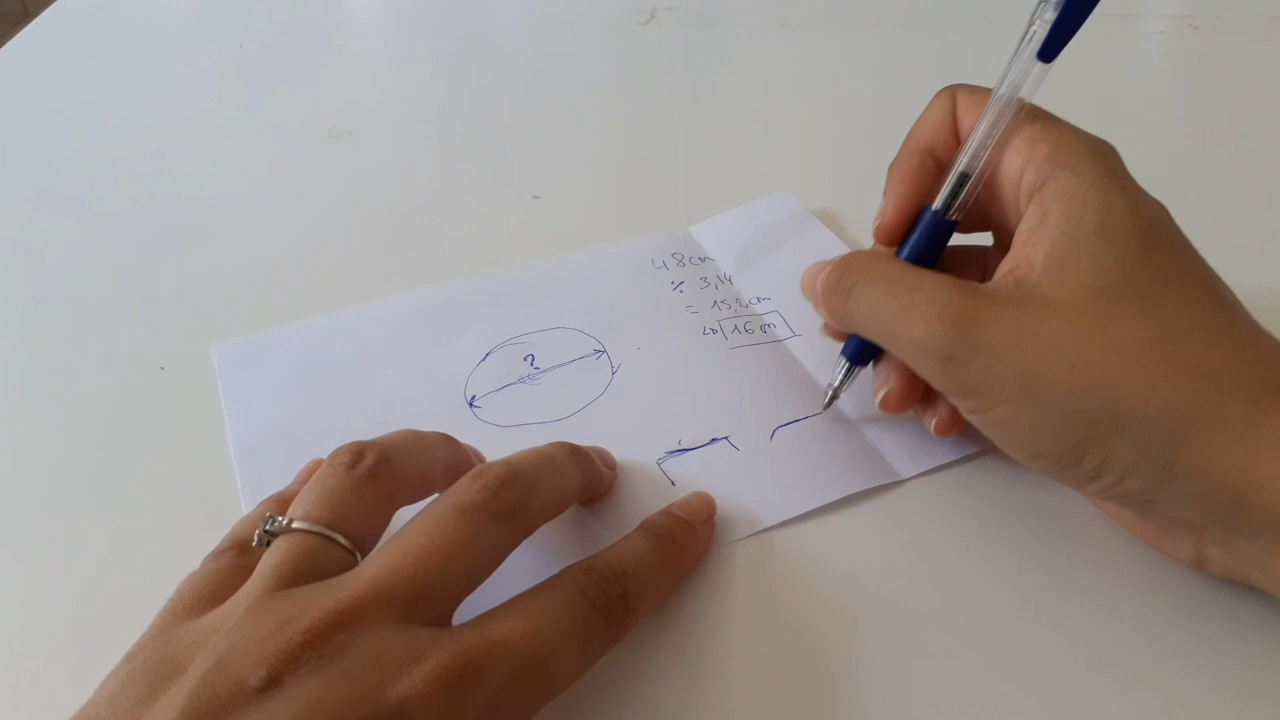 48cm
÷ 3,14
= 15,2cm
16cm
?